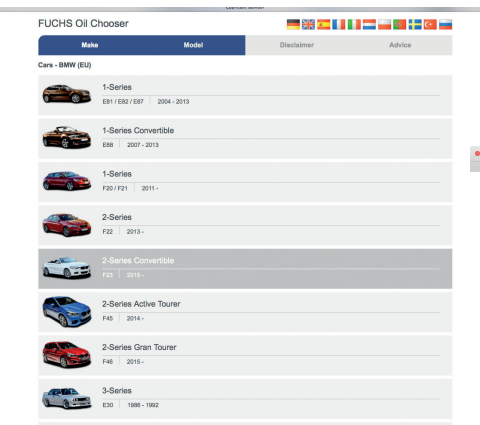 FUCHS Oil Chooser
Make Model Disclaimer Advice
Cars - BMW (EU)
1-Series
E81 / E82 / E87 2004 - 2013
1-Series Convertible
E88 2007 - 2013
1-Series
F20 / F21 2011 -
2-Series
F22 2013 -
2-Series Convertible
F23 2015 -
2-Series Active Tourer
F45 2014 -
2-Series Gran Tourer
F46 2015 -
3-Series
E30 1986 - 1992